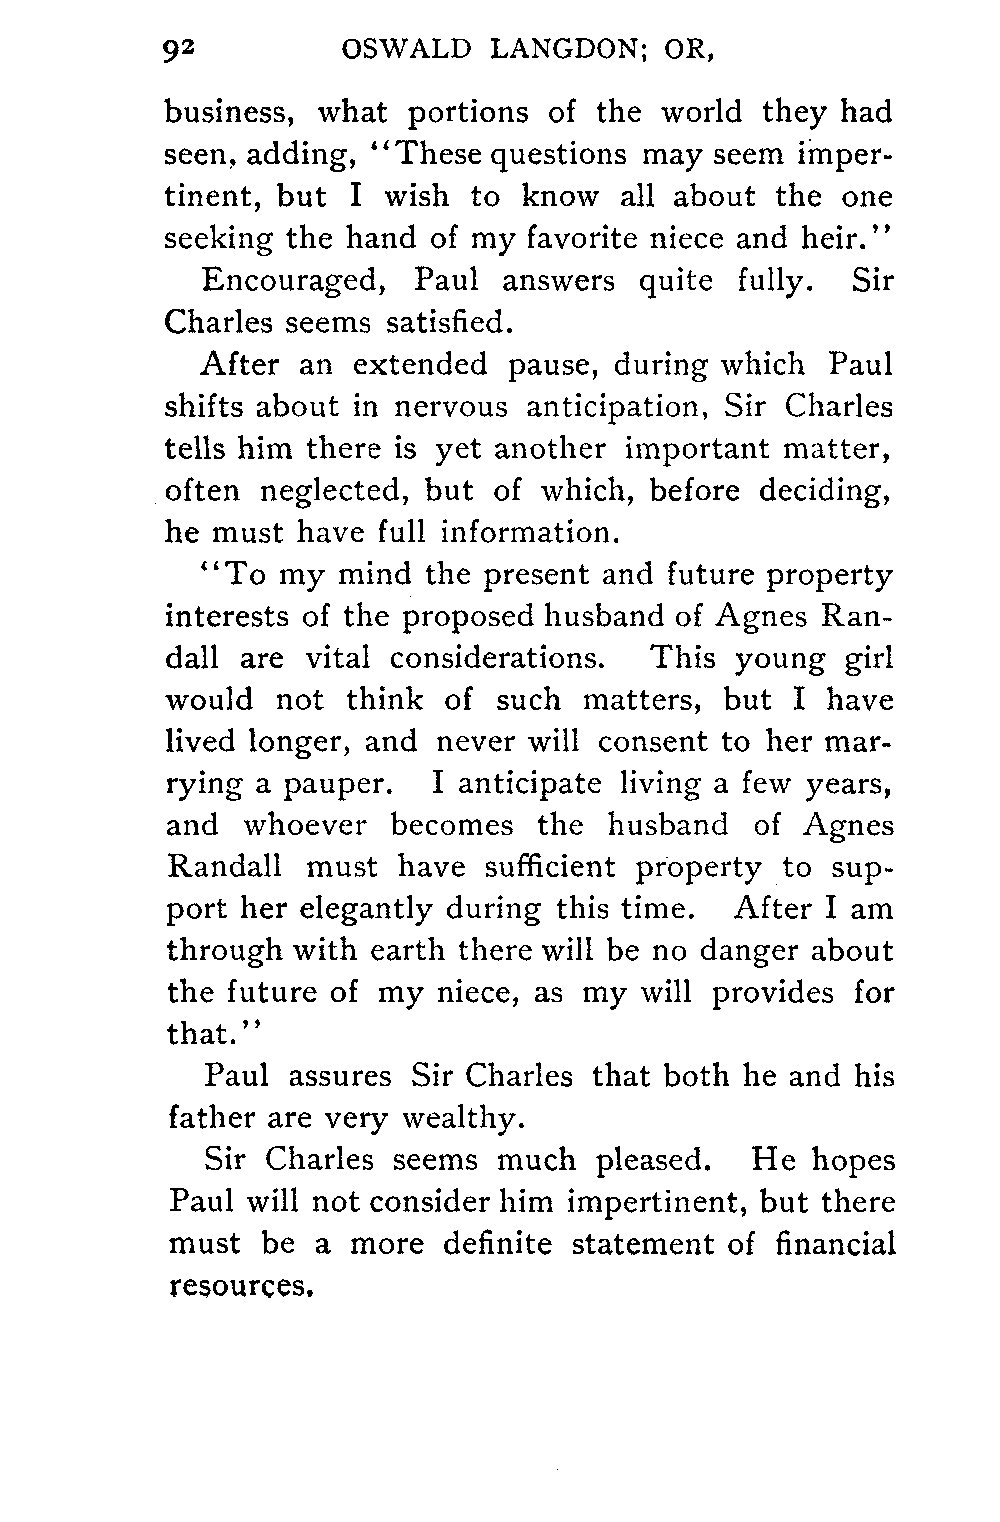 92 OSWALD LANGDON; OR,
business, what portions of the world they had
seen, adding, "These questions may seem imper-
tinent, but I wish to know all about the one
seeking the hand of my favorite niece and heir."
Encouraged, Paul answers quite fully. Sir
Charles seems satisfied.
After an extended pause, during which Paul
shifts about in nervous anticipation, Sir Charles
tells him there is yet another important matter,
often neglected, but of which, before deciding,
he must have full information.
"To my mind the present and future property
interests of the proposed husband of Agnes Ran-
dall are vital considerations. This young girl
would not think of such matters, but I have
lived longer, and never will consent to her mar-
rying a pauper. I anticipate living a few years,
and whoever becomes the husband of Agnes
Randall must have sufficient property to sup-
port her elegantly during this time. After I am
through with earth there will be no danger about
the future of my niece, as my will provides for
that."
Paul assures Sir Charles that both he and his
father are very wealthy.
Sir Charles seems much pleased. He hopes
Paul will not consider him impertinent, but there
must be a more definite statement of financial
resources.